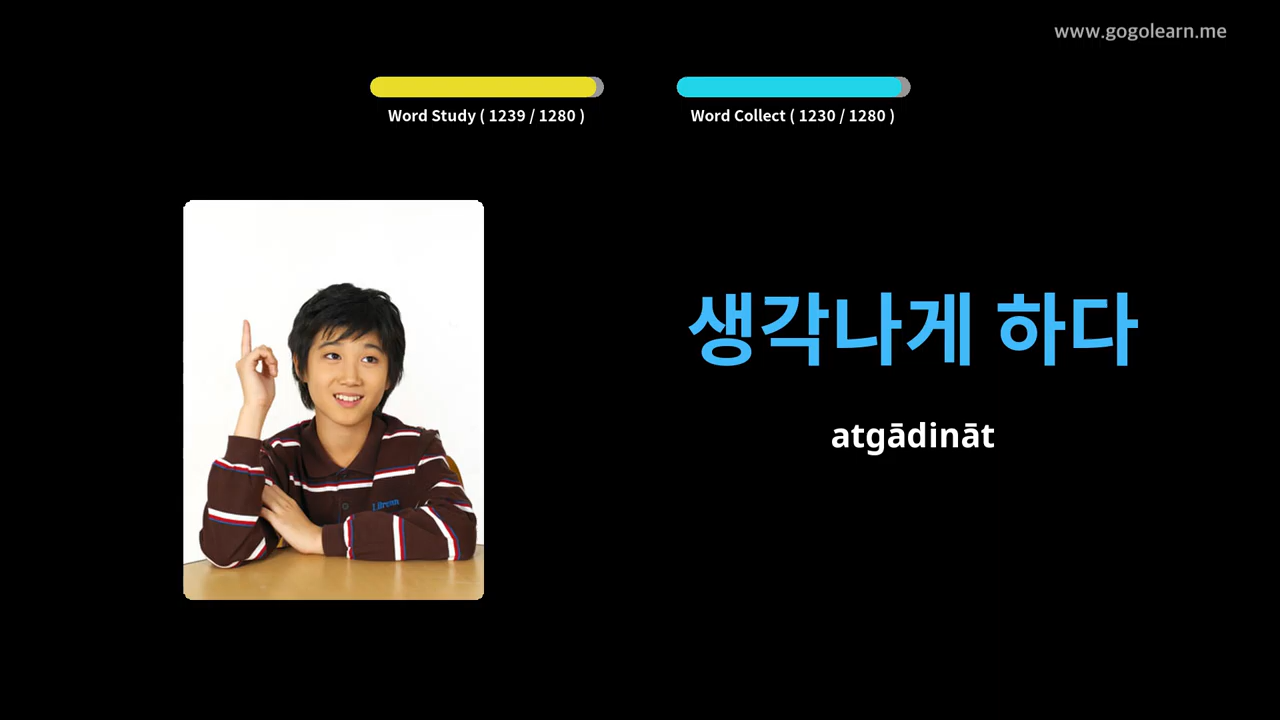 www.gogolearn.me
Word Study ( 1239 / 1280 )
Word Collect ( 1230 / 1280 )
생각나게 하다
atgādināt